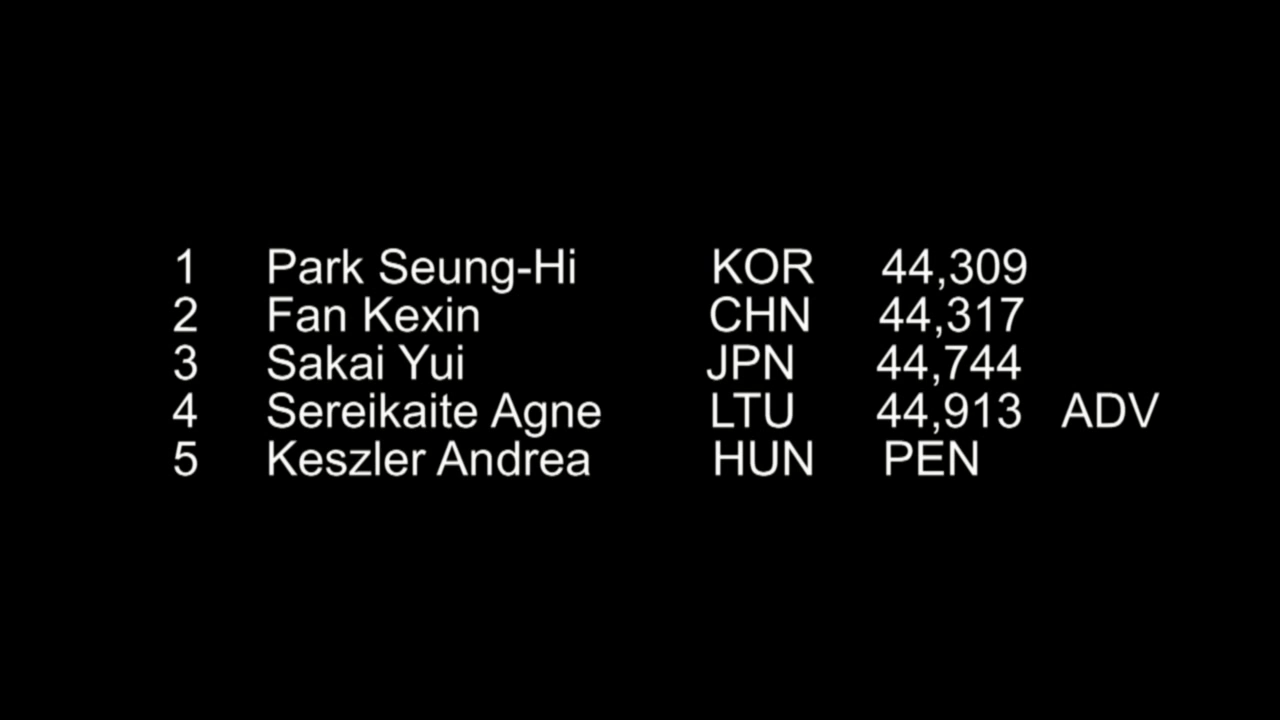 1 Park Seung-Hi KOR 44,309
2 Fan Kexin CHN 44,317
3 Sakai Yui JPN 44,744
4 Sereikaite Agne LTU 44,913 ADV
5 Keszler Andrea HUN PEN